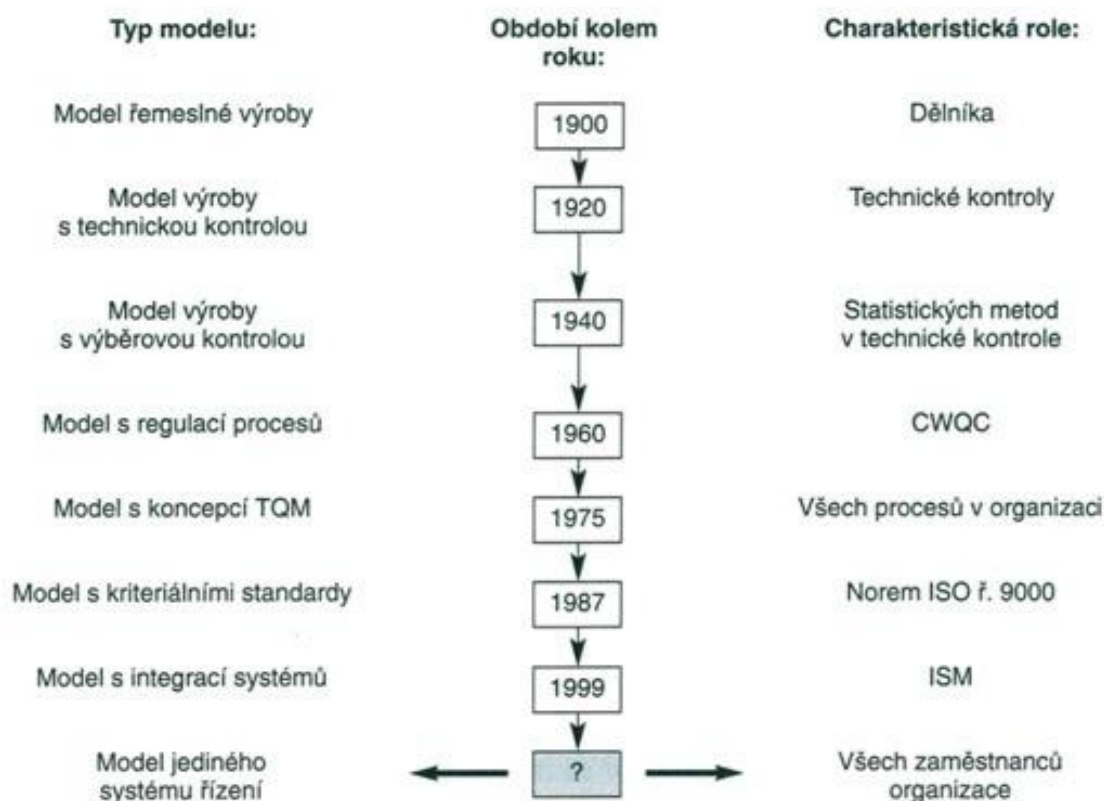 Typ modelu:
Období kolem
roku:
Charakteristická role:
Model řemeslné výroby
1900
Dělníka
Model výroby
s technickou kontrolou
1920
Technické kontroly
Model výroby
s výběrovou kontrolou
1940
Statistických metod
v technické kontrole
Model s regulací procesů
1960
CWQC
Model s koncepcí TQM
1975
Všech procesů v organizaci
Model s kriteriálními standardy
1987
Norem ISO ř. 9000
Model s integrací systémů
1999
ISM
Model jediného
systému řízení
?
Všech zaměstnanců
organizace